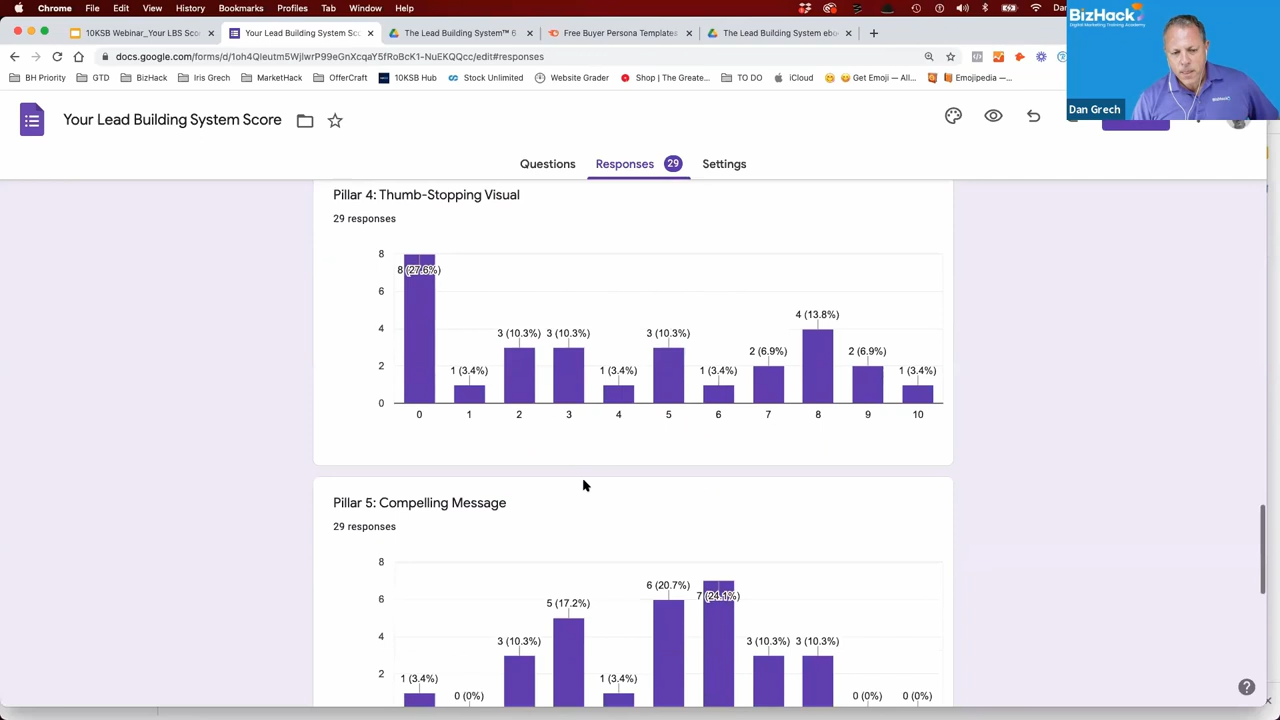 Chrome File Edit View History Bookmarks Profiles Tab Window Help
10KSB Webinar_Your LBS Sco
Your Lead Building System Sco
The Lead Building System™ 6
Free Buyer Persona Templates
The Lead Building System ebo
BizHack
Digital Marketing Training Academy
docs.google.com/forms/d/1oh4Qleutm5WjlwrP99eGnXcqaY5fRoBcK1-NuEKQQcc/edit#responses
BH Priority GTD BizHack Iris Grech MarketHack OfferCraft 10KSB Hub Stock Unlimited Website Grader Shop | The Greate... TO DO iCloud Get Emoji — All... Emojipedia —...
Dan Grech
Your Lead Building System Score
Questions Responses 29 Settings
Pillar 4: Thumb-Stopping Visual
29 responses
8
8 (27.6%)
6
4 (13.8%)
4
3 (10.3%) 3 (10.3%) 3 (10.3%)
2 (6.9%) 2 (6.9%)
2
1 (3.4%) 1 (3.4%) 1 (3.4%) 1 (3.4%)
0
0 1 2 3 4 5 6 7 8 9 10
Pillar 5: Compelling Message
29 responses
8
6 (20.7%)
7 (24.1%)
6
5 (17.2%)
4
3 (10.3%) 3 (10.3%) 3 (10.3%)
2
1 (3.4%) 1 (3.4%)
0 (0%) 0 (0%) 0 (0%)